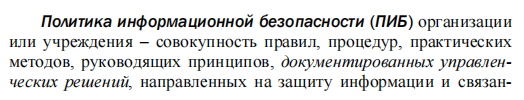 Политика информационной безопасности (ПИБ) организации
или учреждения – совокупность правил, процедур, практических
методов, руководящих принципов, документированных управлен-
ческих решений, направленных на защиту информации и связан-